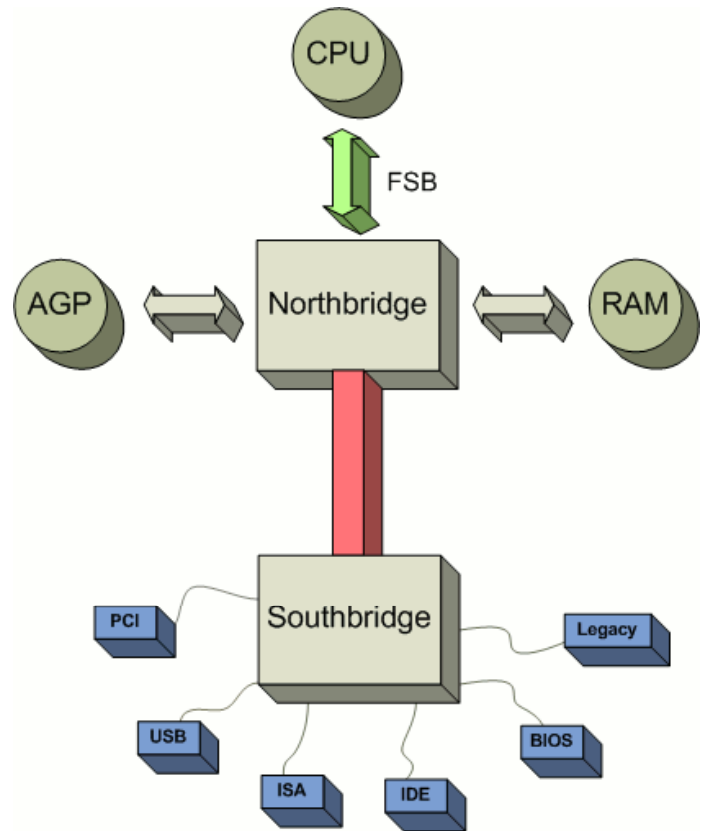 CPU
FSB
AGP
Northbridge
RAM
PCI
Southbridge
Legacy
USB
BIOS
ISA
IDE